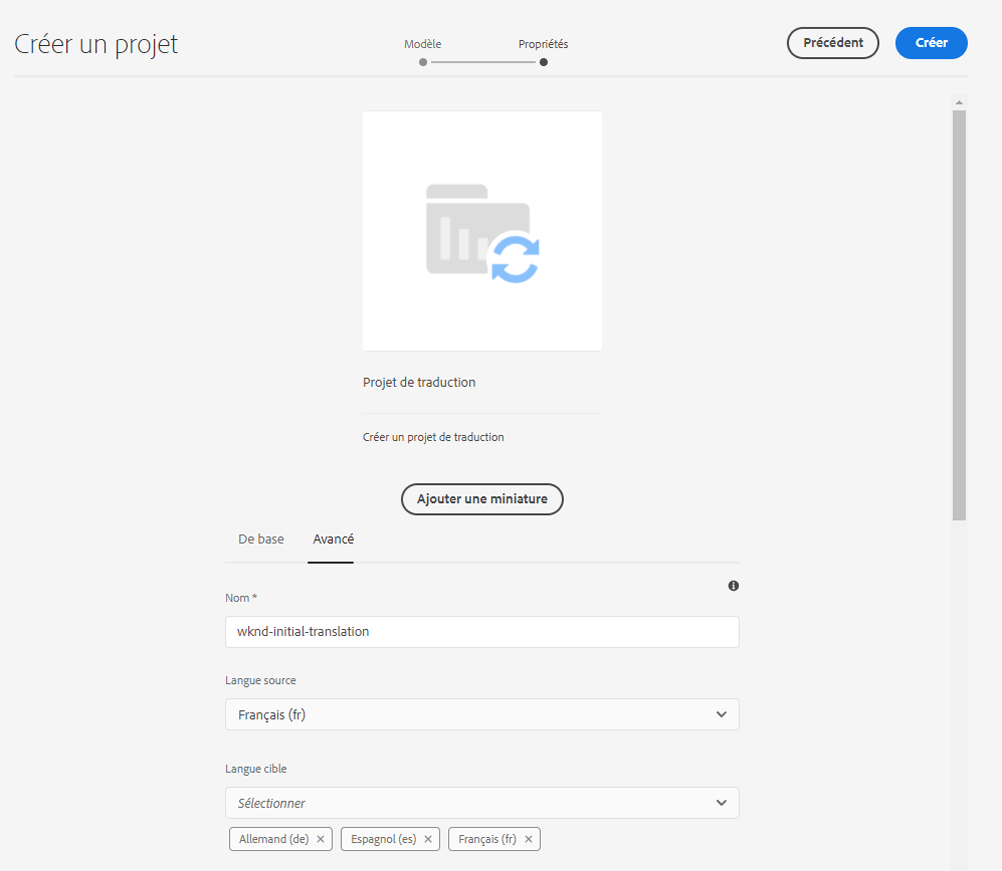 Créer un projet
Modèle
Propriétés
Précédent
Créer
Projet de traduction
Créer un projet de traduction
Ajouter une miniature
De base
Avancé
Nom *
wknd-initial-translation
Langue source
Français (fr)
Langue cible
Sélectionner
Allemand (de)
Espagnol (es)
Français (fr)